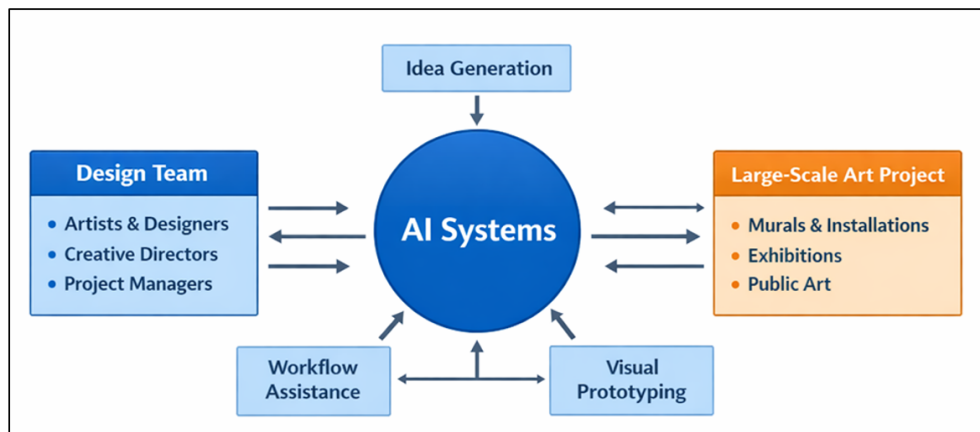 Idea Generation
Design Team
• Artists & Designers
• Creative Directors
• Project Managers
AI Systems
Large-Scale Art Project
• Murals & Installations
• Exhibitions
• Public Art
Workflow
Assistance
Visual
Prototyping